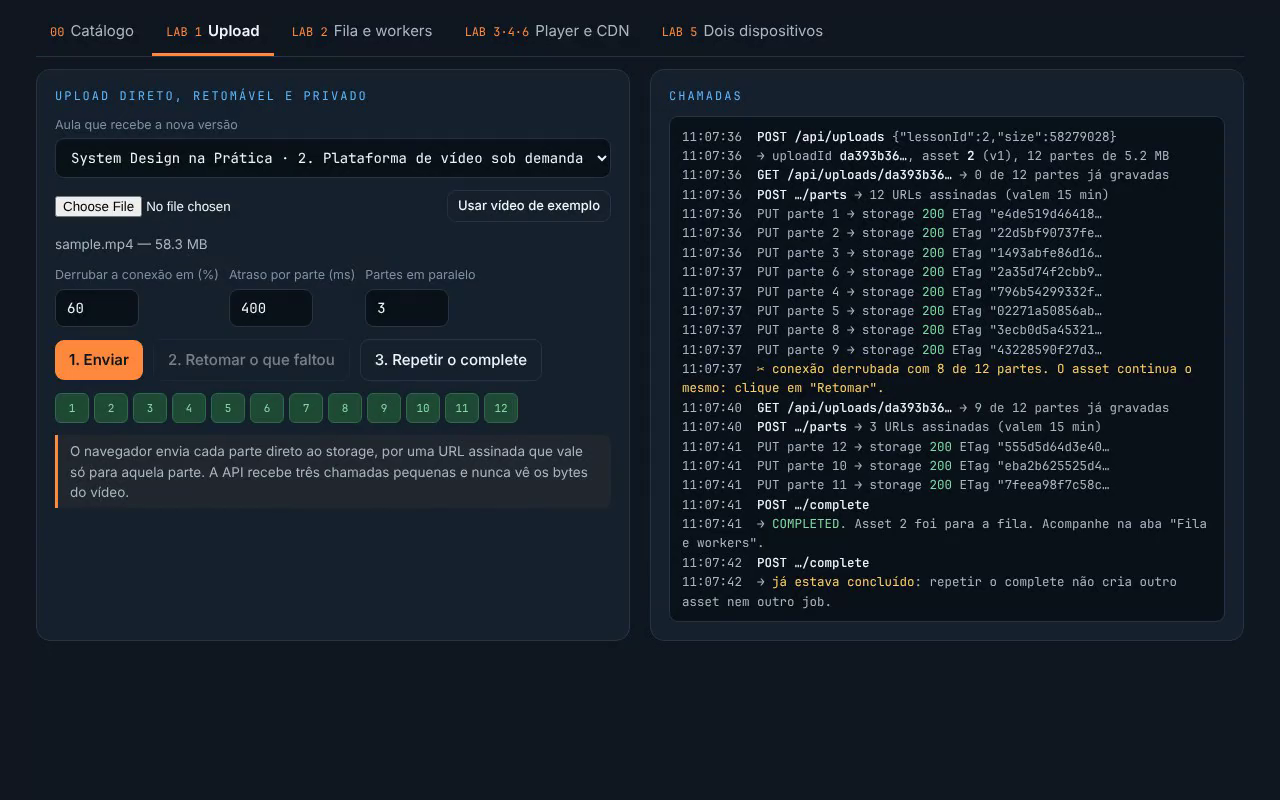 00 Catálogo
LAB 1 Upload
LAB 2 Fila e workers
LAB 3·4·6 Player e CDN
LAB 5 Dois dispositivos
UPLOAD DIRETO, RETOMÁVEL E PRIVADO
Aula que recebe a nova versão
System Design na Prática · 2. Plataforma de vídeo sob demanda
Choose File No file chosen
Usar vídeo de exemplo
sample.mp4 — 58.3 MB
Derrubar a conexão em (%) Atraso por parte (ms) Partes em paralelo
60 400 3
1. Enviar 2. Retomar o que faltou 3. Repetir o complete
1 2 3 4 5 6 7 8 9 10 11 12
O navegador envia cada parte direto ao storage, por uma URL assinada que vale
só para aquela parte. A API recebe três chamadas pequenas e nunca vê os bytes
do vídeo.
CHAMADAS
11:07:36 POST /api/uploads {"lessonId":2,"size":58279028}
11:07:36 → uploadId da393b36…, asset 2 (v1), 12 partes de 5.2 MB
11:07:36 GET /api/uploads/da393b36… → 0 de 12 partes já gravadas
11:07:36 POST …/parts → 12 URLs assinadas (valem 15 min)
11:07:36 PUT parte 1 → storage 200 ETag "e4de519d46418…
11:07:36 PUT parte 2 → storage 200 ETag "22d5bf90737fe…
11:07:36 PUT parte 3 → storage 200 ETag "1493abfe86d16…
11:07:37 PUT parte 6 → storage 200 ETag "2a35d74f2cbb9…
11:07:37 PUT parte 4 → storage 200 ETag "796b54299332f…
11:07:37 PUT parte 5 → storage 200 ETag "02271a50856ab…
11:07:37 PUT parte 8 → storage 200 ETag "3ecb0d5a45321…
11:07:37 PUT parte 9 → storage 200 ETag "43228590f27d3…
11:07:37 ✂ conexão derrubada com 8 de 12 partes. O asset continua o
mesmo: clique em "Retomar".
11:07:40 GET /api/uploads/da393b36… → 9 de 12 partes já gravadas
11:07:40 POST …/parts → 3 URLs assinadas (valem 15 min)
11:07:41 PUT parte 12 → storage 200 ETag "555d5d64d3e40…
11:07:41 PUT parte 10 → storage 200 ETag "eba2b625525d4…
11:07:41 PUT parte 11 → storage 200 ETag "7feea98f7c58c…
11:07:41 POST …/complete
11:07:41 → COMPLETED. Asset 2 foi para a fila. Acompanhe na aba "Fila
e workers".
11:07:42 POST …/complete
11:07:42 → já estava concluído: repetir o complete não cria outro
asset nem outro job.